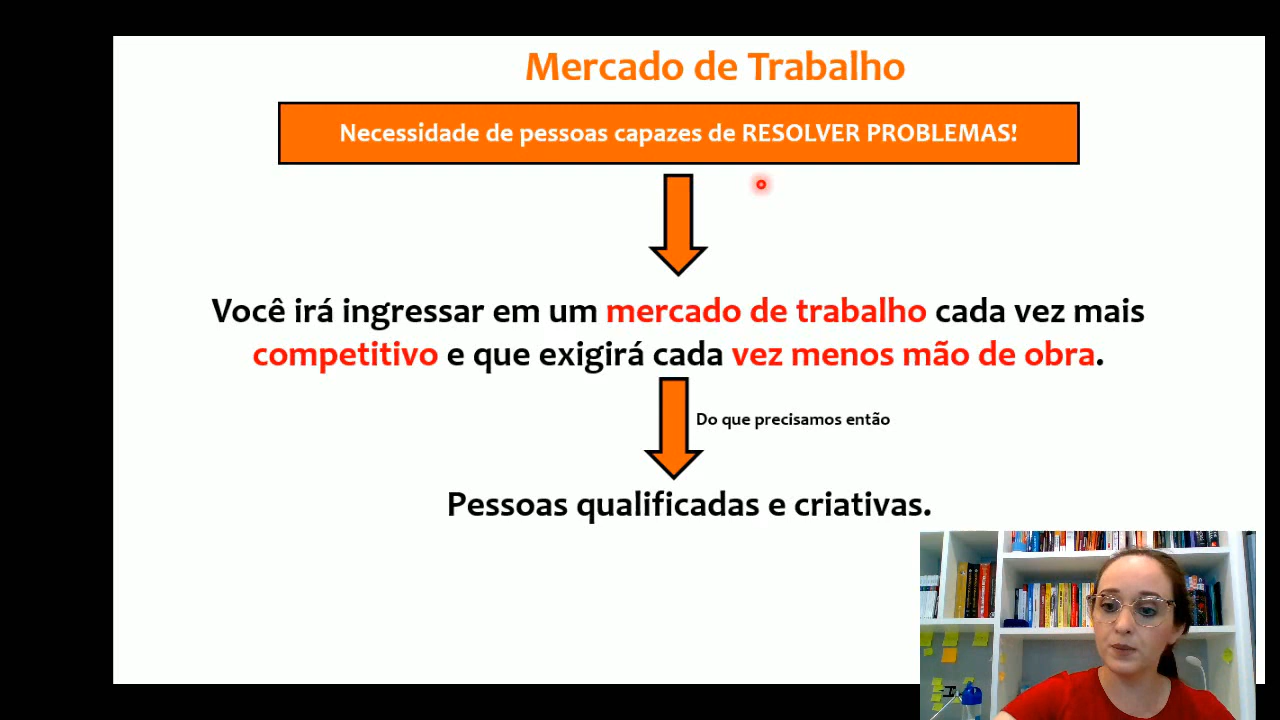 Mercado de Trabalho
Necessidade de pessoas capazes de RESOLVER PROBLEMAS!
Você irá ingressar em um mercado de trabalho cada vez mais
competitivo e que exigirá cada vez menos mão de obra.
Do que precisamos então
Pessoas qualificadas e criativas.